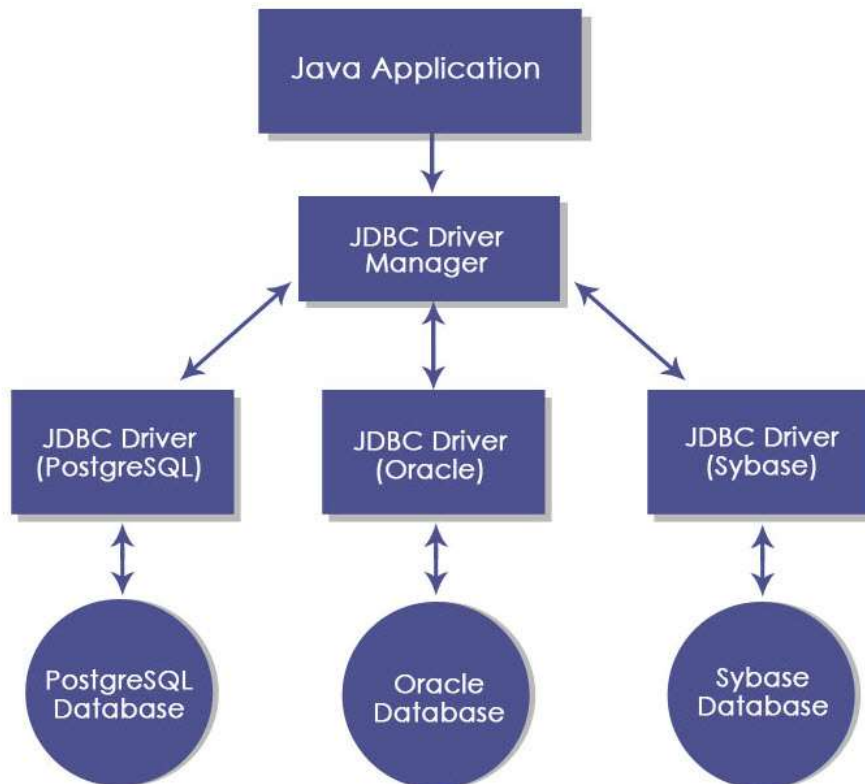 Java Application
JDBC Driver
Manager
JDBC Driver
(PostgreSQL)
JDBC Driver
(Oracle)
JDBC Driver
(Sybase)
PostgreSQL
Database
Oracle
Database
Sybase
Database